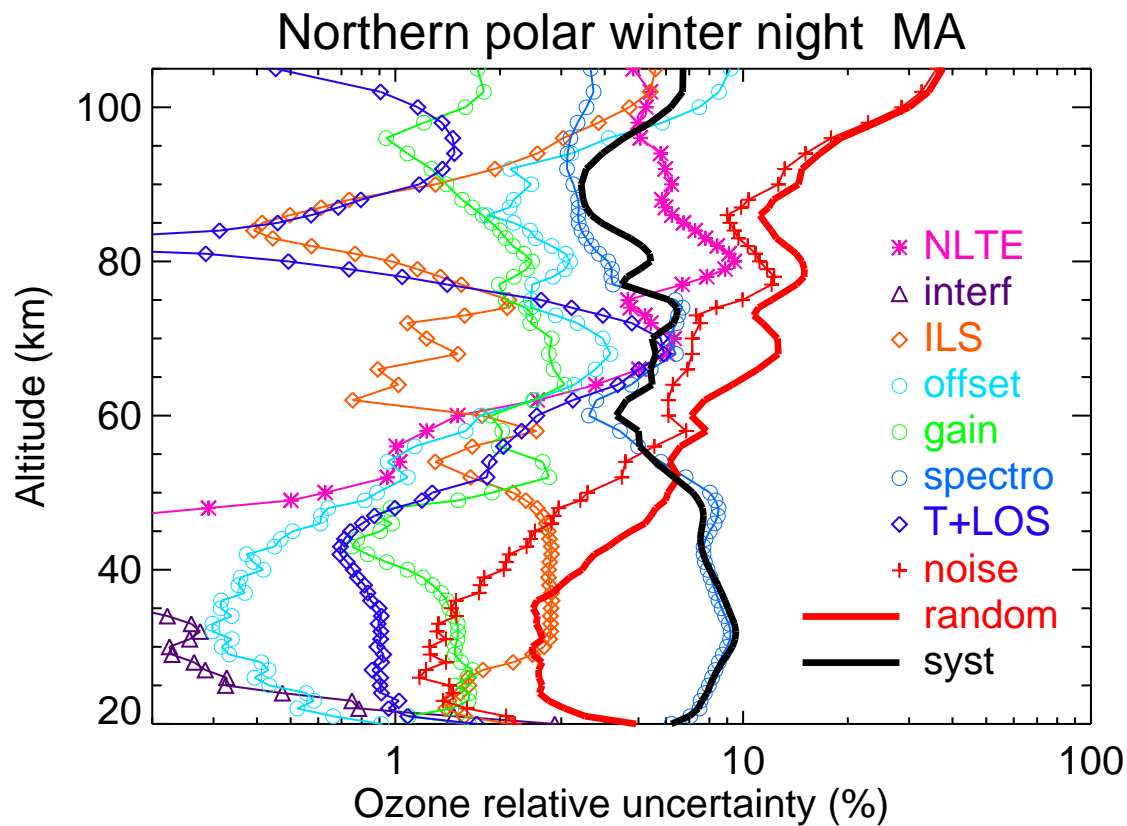 Northern polar winter night MA
Altitude (km)
100
80
60
40
20
NLTE
interf
ILS
offset
gain
spectro
T+LOS
noise
random
syst
1 10 100
Ozone relative uncertainty (%)